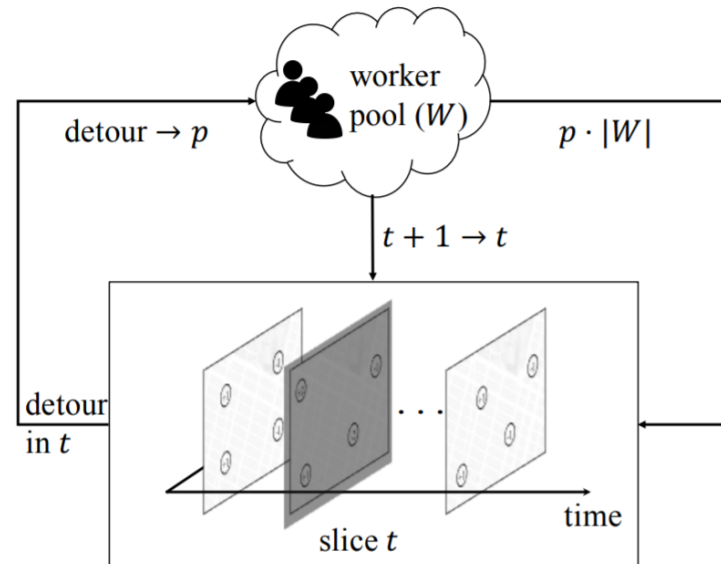 worker
pool (W)
detour → p
p · |W|
t + 1 → t
detour
in t
. . .
time
slice t